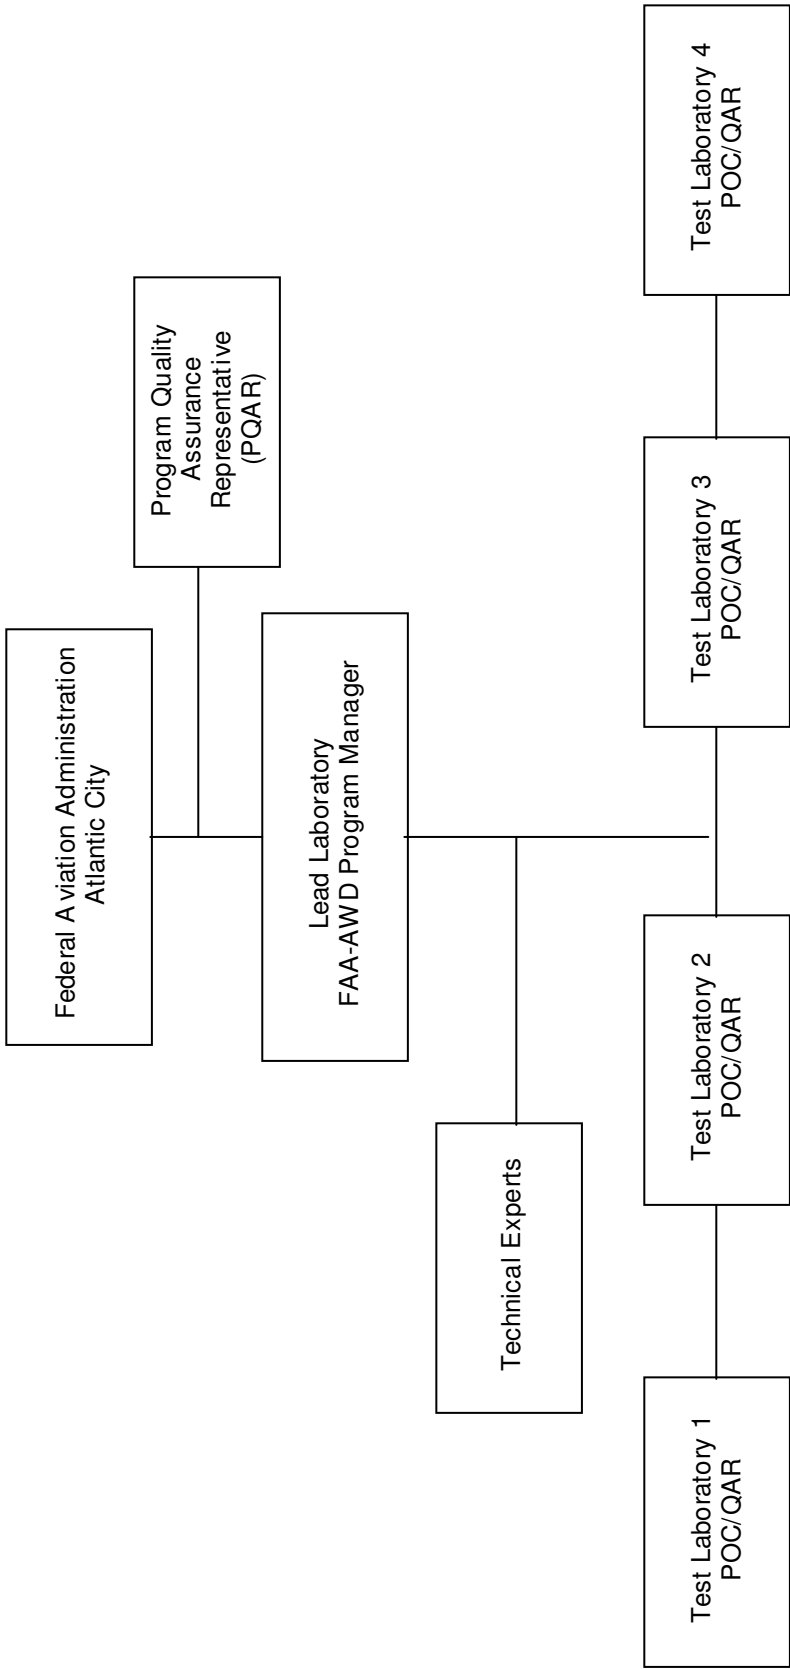 Federal Aviation Administration
Atlantic City
Program Quality
Assurance
Representative
(PQAR)
Lead Laboratory
FAA-AWD Program Manager
Technical Experts
Test Laboratory 1
POC/QAR
Test Laboratory 2
POC/QAR
Test Laboratory 3
POC/QAR
Test Laboratory 4
POC/QAR